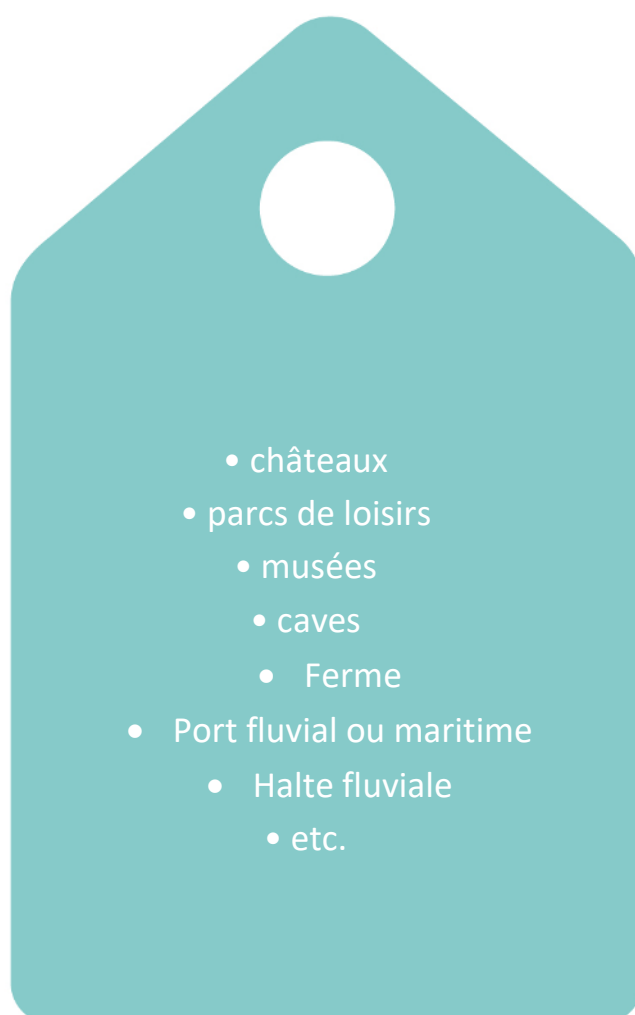 • châteaux
• parcs de loisirs
• musées
• caves
• Ferme
• Port fluvial ou maritime
• Halte fluviale
• etc.